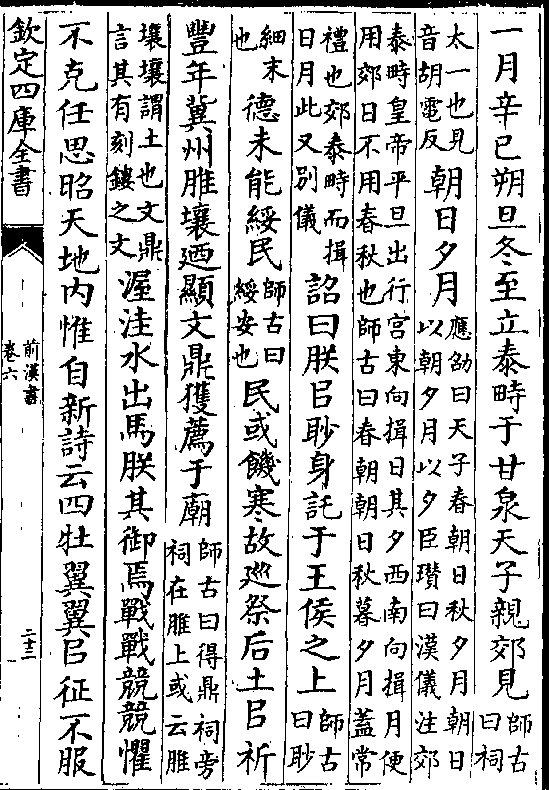 一月辛巳朔旦冬至立泰畤于甘泉天子親郊見師古曰祠
太一也見音胡電反朝日夕月應劭曰天子春朝日秋夕月朝日以朝夕月以夕臣瓚曰漢儀注郊
泰畤皇帝平旦出行宮東向揖日其夕西南向揖月便用郊日不用春秋也師古曰春朝朝日秋暮夕月蓋常
禮也郊泰畤而揖日月此又別儀詔曰朕㠯眇身託于王侯之上師古曰眇
細末也德未能綏民師古曰綏安也民或饑寒故巡祭后土㠯祈
豐年冀州脽壤廼顯文鼎獲薦于廟師古曰得鼎祠旁祠在脽上或云脽
壤壤謂土也文鼎言其有刻鏤之文渥洼水出馬朕其御焉戰戰兢兢懼
不克任思昭天地内惟自新詩云四牡翼翼㠯征不服
欽定四庫全書
前漢書
卷六